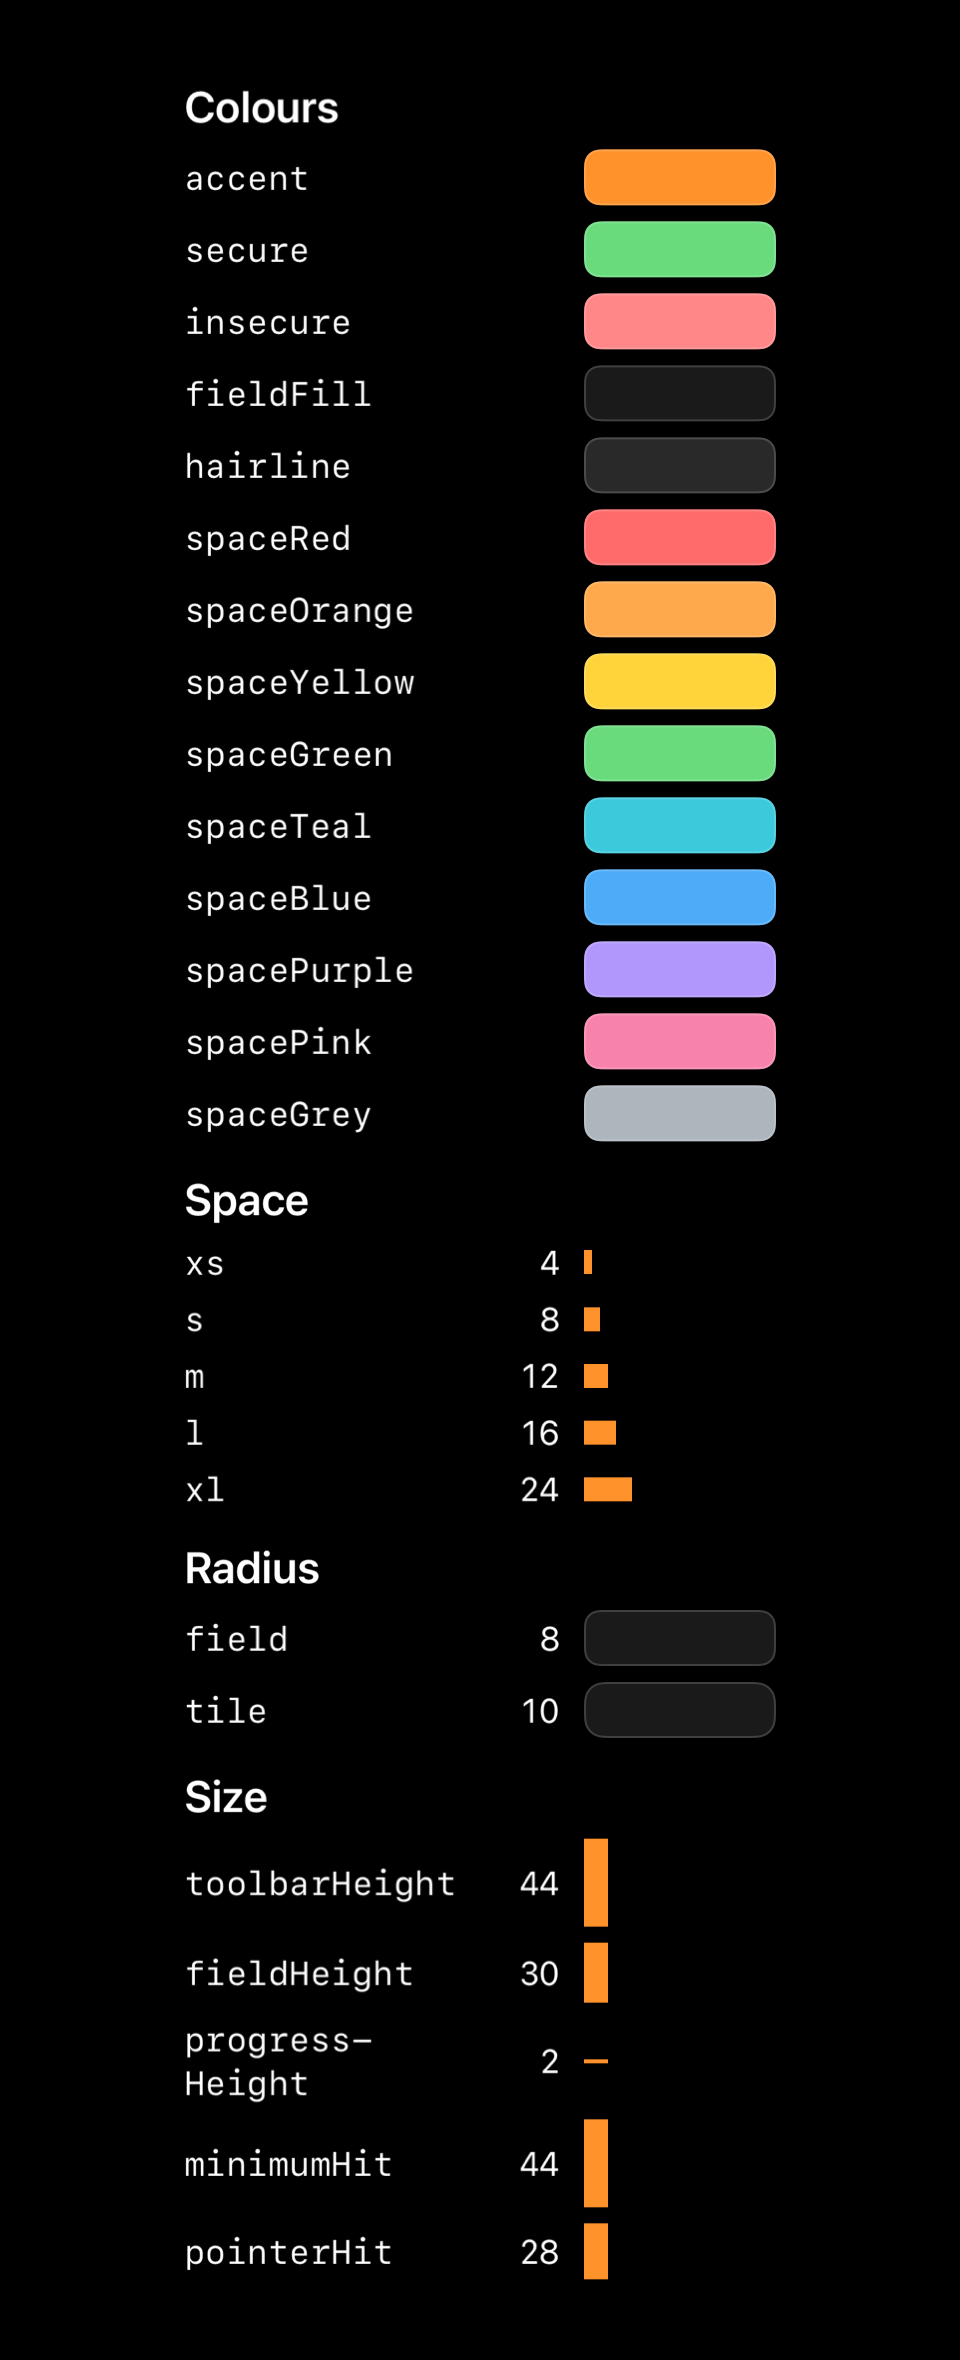 Colours
accent
secure
insecure
fieldFill
hairline
spaceRed
spaceOrange
spaceYellow
spaceGreen
spaceTeal
spaceBlue
spacePurple
spacePink
spaceGrey
Space
xs 4
s 8
m 12
l 16
xl 24
Radius
field 8
tile 10
Size
toolbarHeight 44
fieldHeight 30
progress-
Height 2
minimumHit 44
pointerHit 28